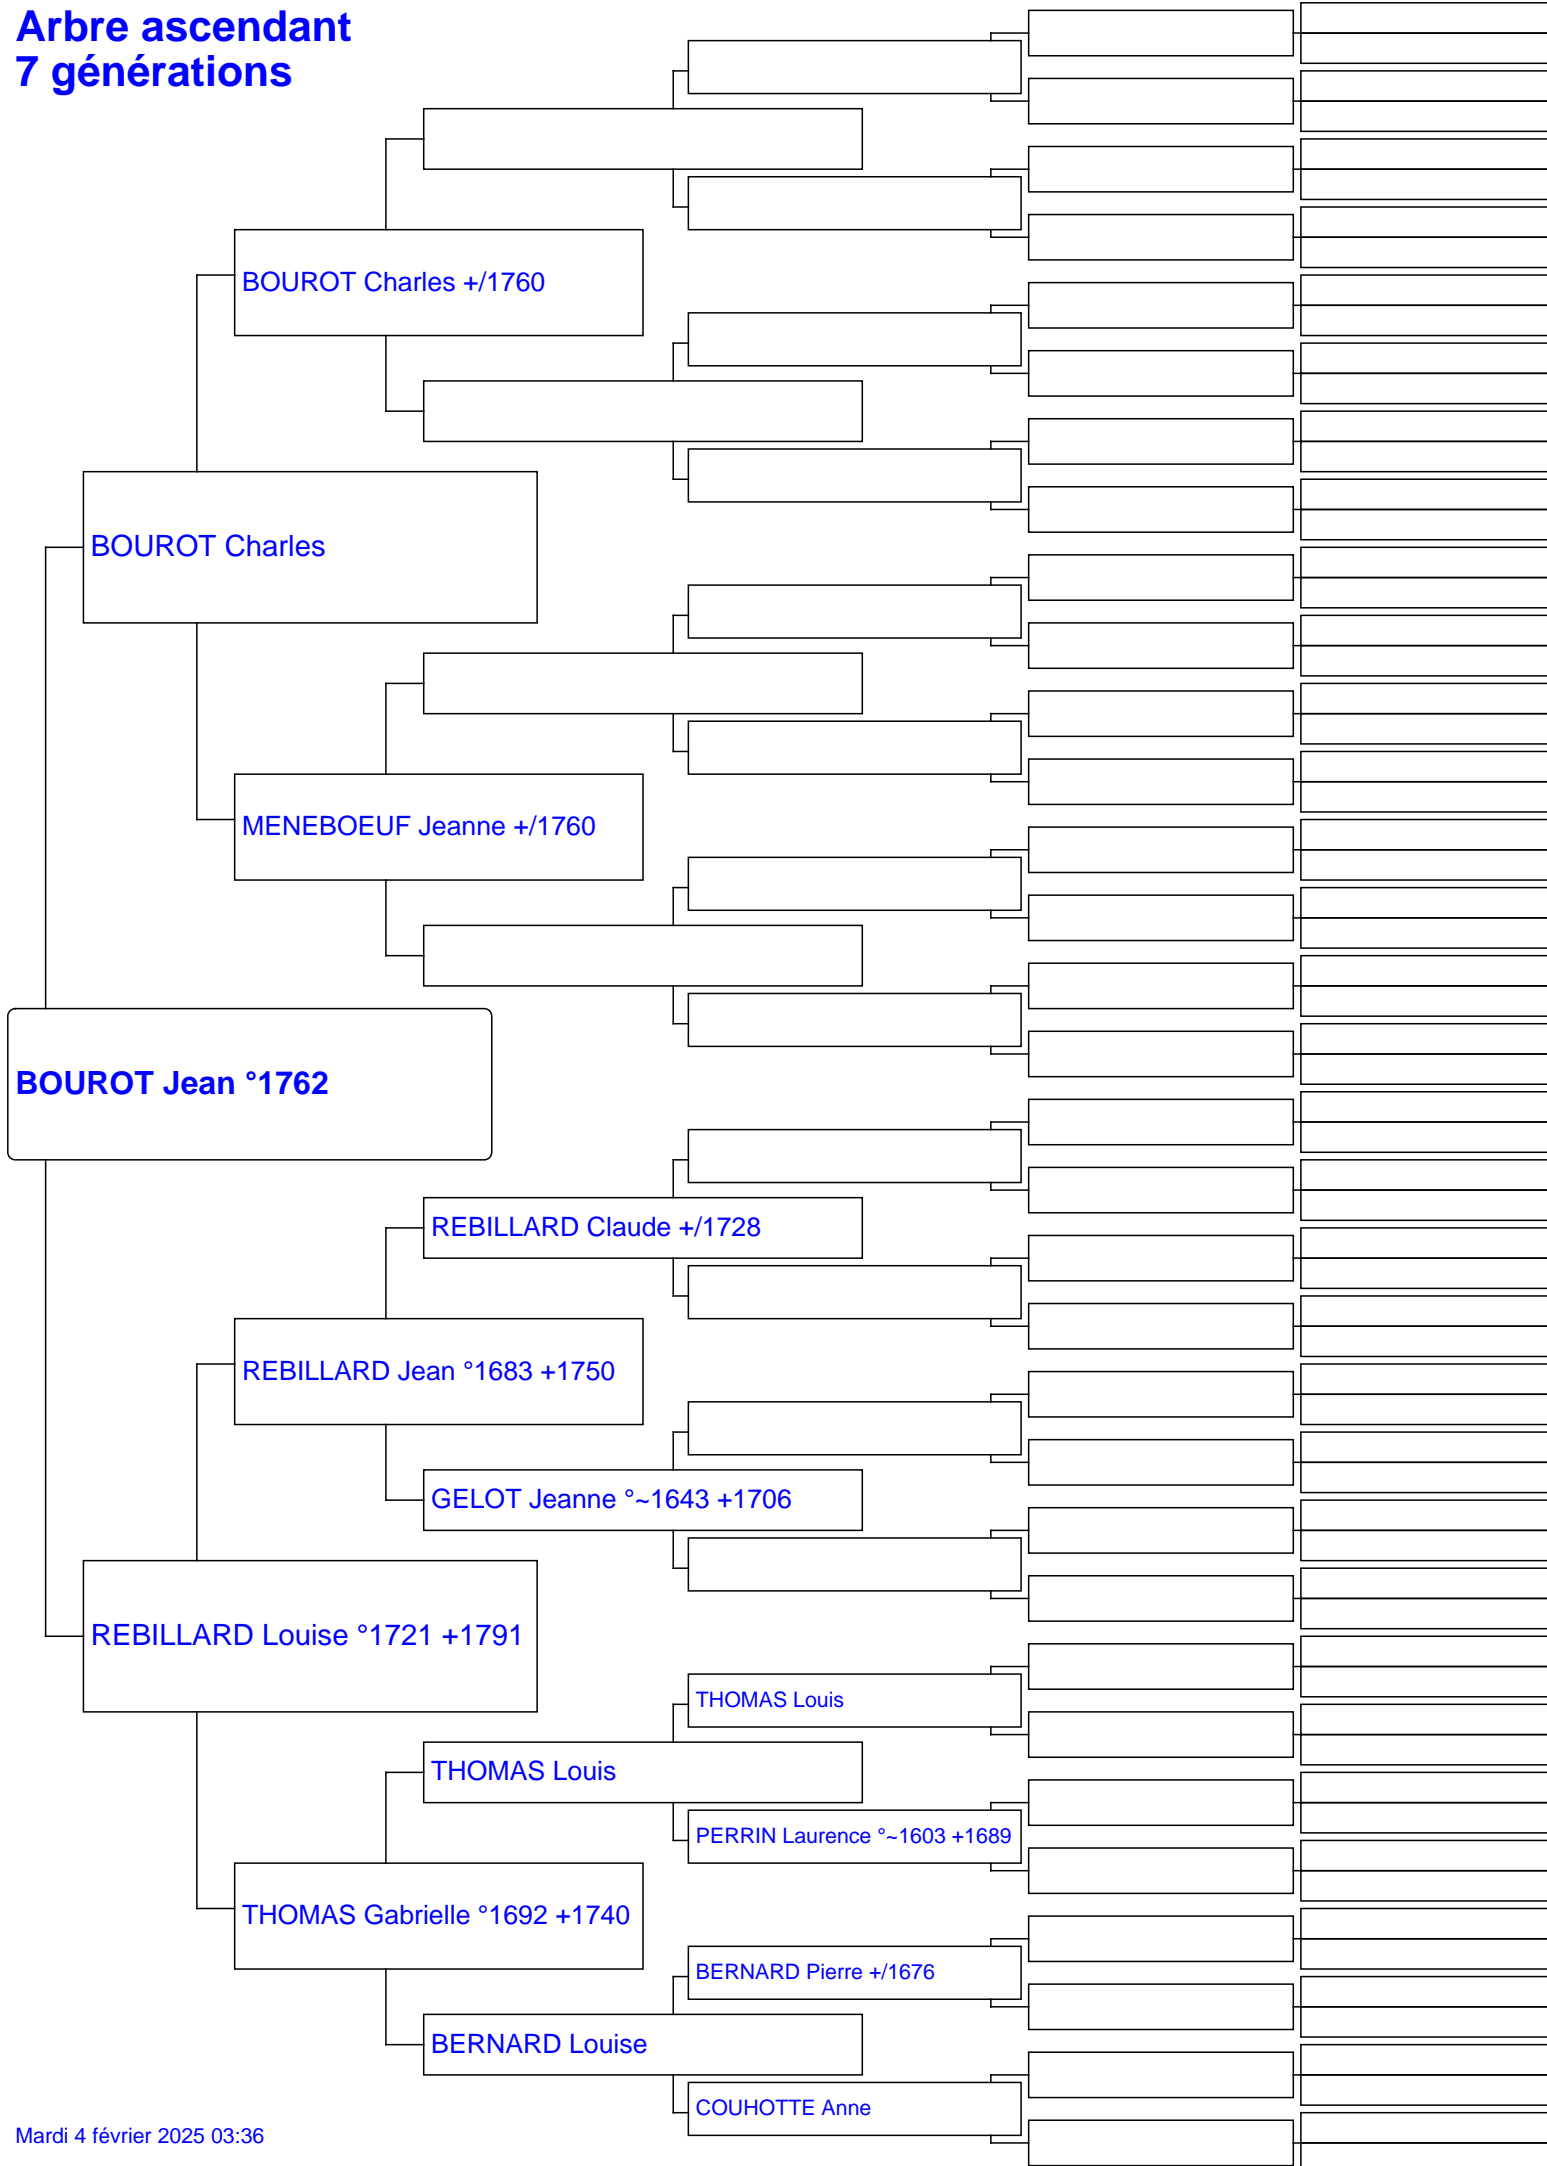 Arbre ascendant
7 générations
BOUROT Charles +/1760
BOUROT Charles
MENEBOEUF Jeanne +/1760
BOUROT Jean °1762
REBILLARD Claude +/1728
REBILLARD Jean °1683 +1750
GELOT Jeanne °~1643 +1706
REBILLARD Louise °1721 +1791
THOMAS Louis
THOMAS Louis
PERRIN Laurence °~1603 +1689
THOMAS Gabrielle °1692 +1740
BERNARD Pierre +/1676
BERNARD Louise
COUHOTTE Anne
Mardi 4 février 2025 03:36